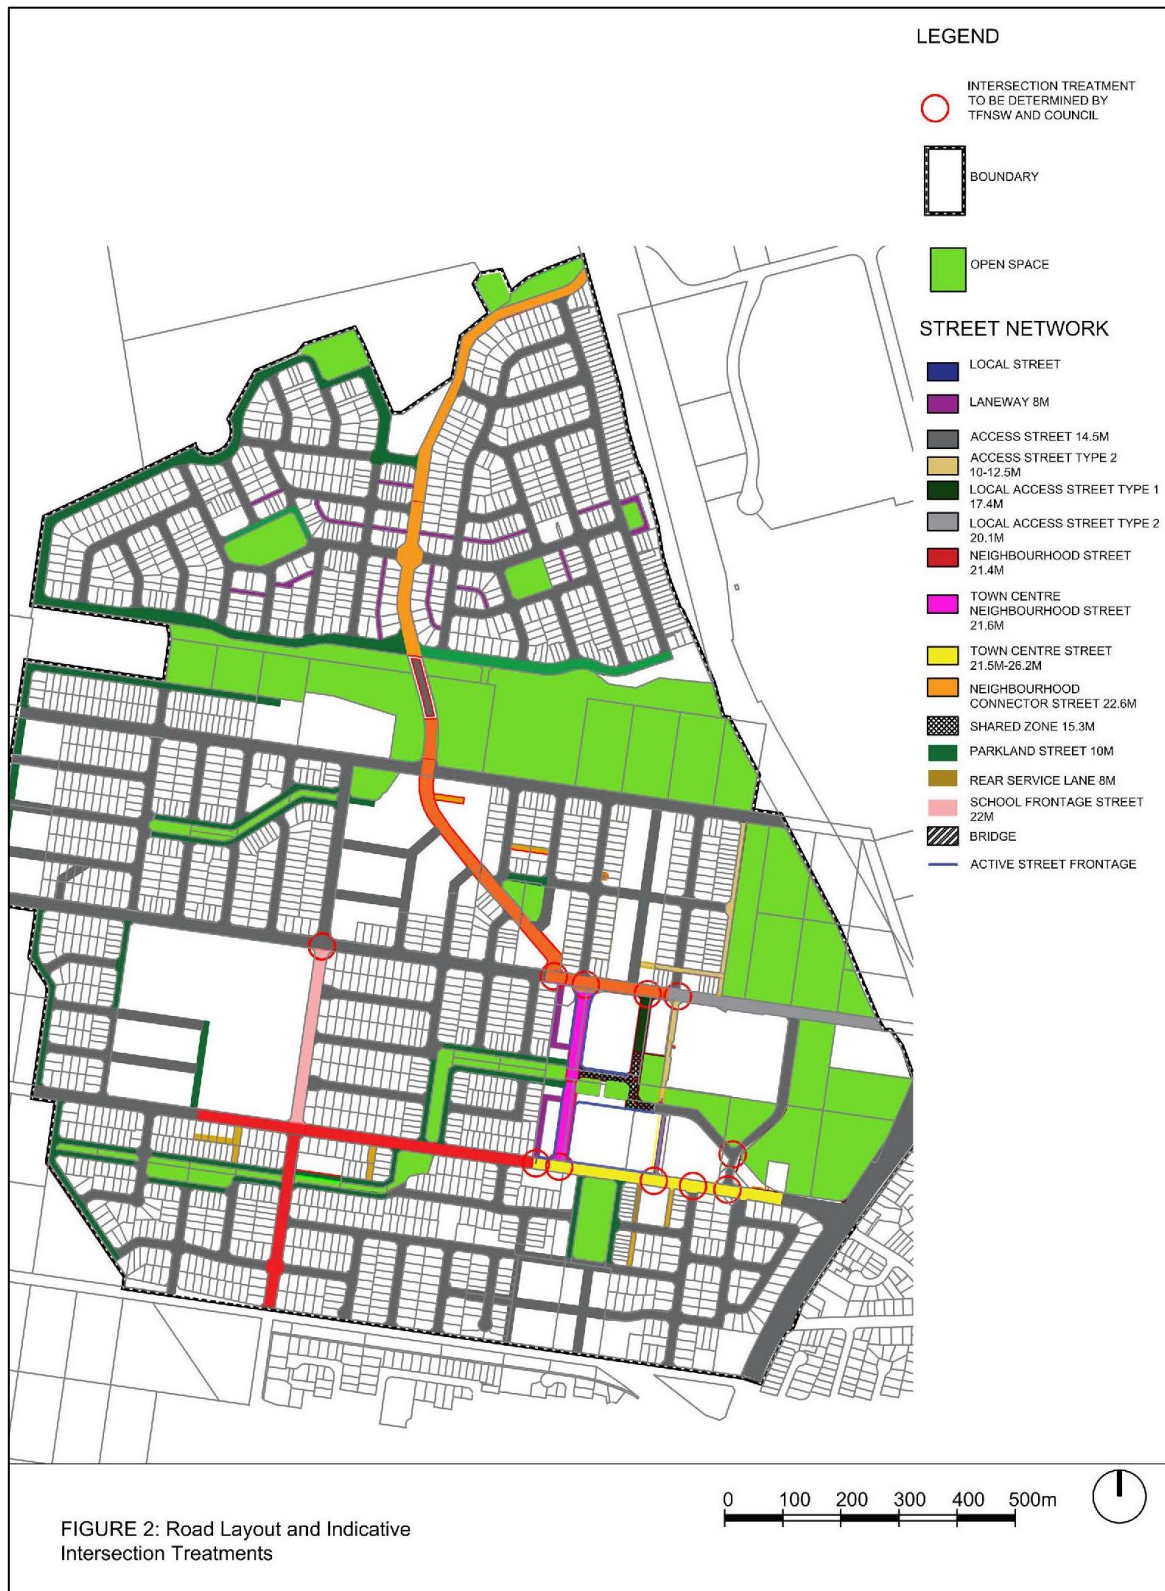 LEGEND
INTERSECTION TREATMENT
TO BE DETERMINED BY
TFNSW AND COUNCIL
BOUNDARY
OPEN SPACE
STREET NETWORK
LOCAL STREET
LANEWAY 8M
ACCESS STREET 14.5M
ACCESS STREET TYPE 2
10-12.5M
LOCAL ACCESS STREET TYPE 1
17.4M
LOCAL ACCESS STREET TYPE 2
20.1M
NEIGHBOURHOOD STREET
21.4M
TOWN CENTRE
NEIGHBOURHOOD STREET
21.6M
TOWN CENTRE STREET
21.5M-26.2M
NEIGHBOURHOOD
CONNECTOR STREET 22.6M
SHARED ZONE 15.3M
PARKLAND STREET 10M
REAR SERVICE LANE 8M
SCHOOL FRONTAGE STREET
22M
BRIDGE
ACTIVE STREET FRONTAGE
0 100 200 300 400 500m
FIGURE 2: Road Layout and Indicative
Intersection Treatments